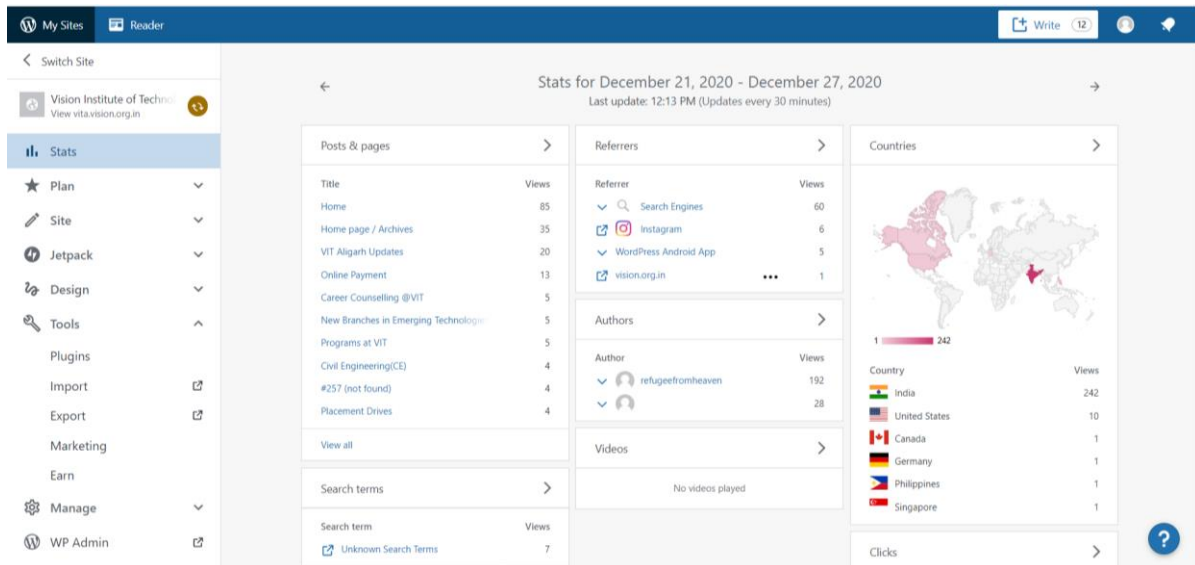 My Sites
Reader
Write 12
Switch Site
Vision Institute of Techno
View vita.vision.org.in
Stats
Plan
Site
Jetpack
Design
Tools
Plugins
Import
Export
Marketing
Earn
Manage
WP Admin
Stats for December 21, 2020 - December 27, 2020
Last update: 12:13 PM (Updates every 30 minutes)
Posts & pages
Title Views
Home 85
Home page / Archives 35
VIT Aligarh Updates 20
Online Payment 13
Career Counselling @VIT 5
New Branches in Emerging Technologie 5
Programs at VIT 5
Civil Engineering(CE) 4
#257 (not found) 4
Placement Drives 4
View all
Search terms
Search term Views
Unknown Search Terms 7
Referrers
Referrer Views
Search Engines 60
Instagram 6
WordPress Android App 5
vision.org.in ••• 1
Authors
Author Views
refugeefromheaven 192
28
Videos
No videos played
Countries
1 242
Country Views
India 242
United States 10
Canada 1
Germany 1
Philippines 1
Singapore 1
Clicks
?